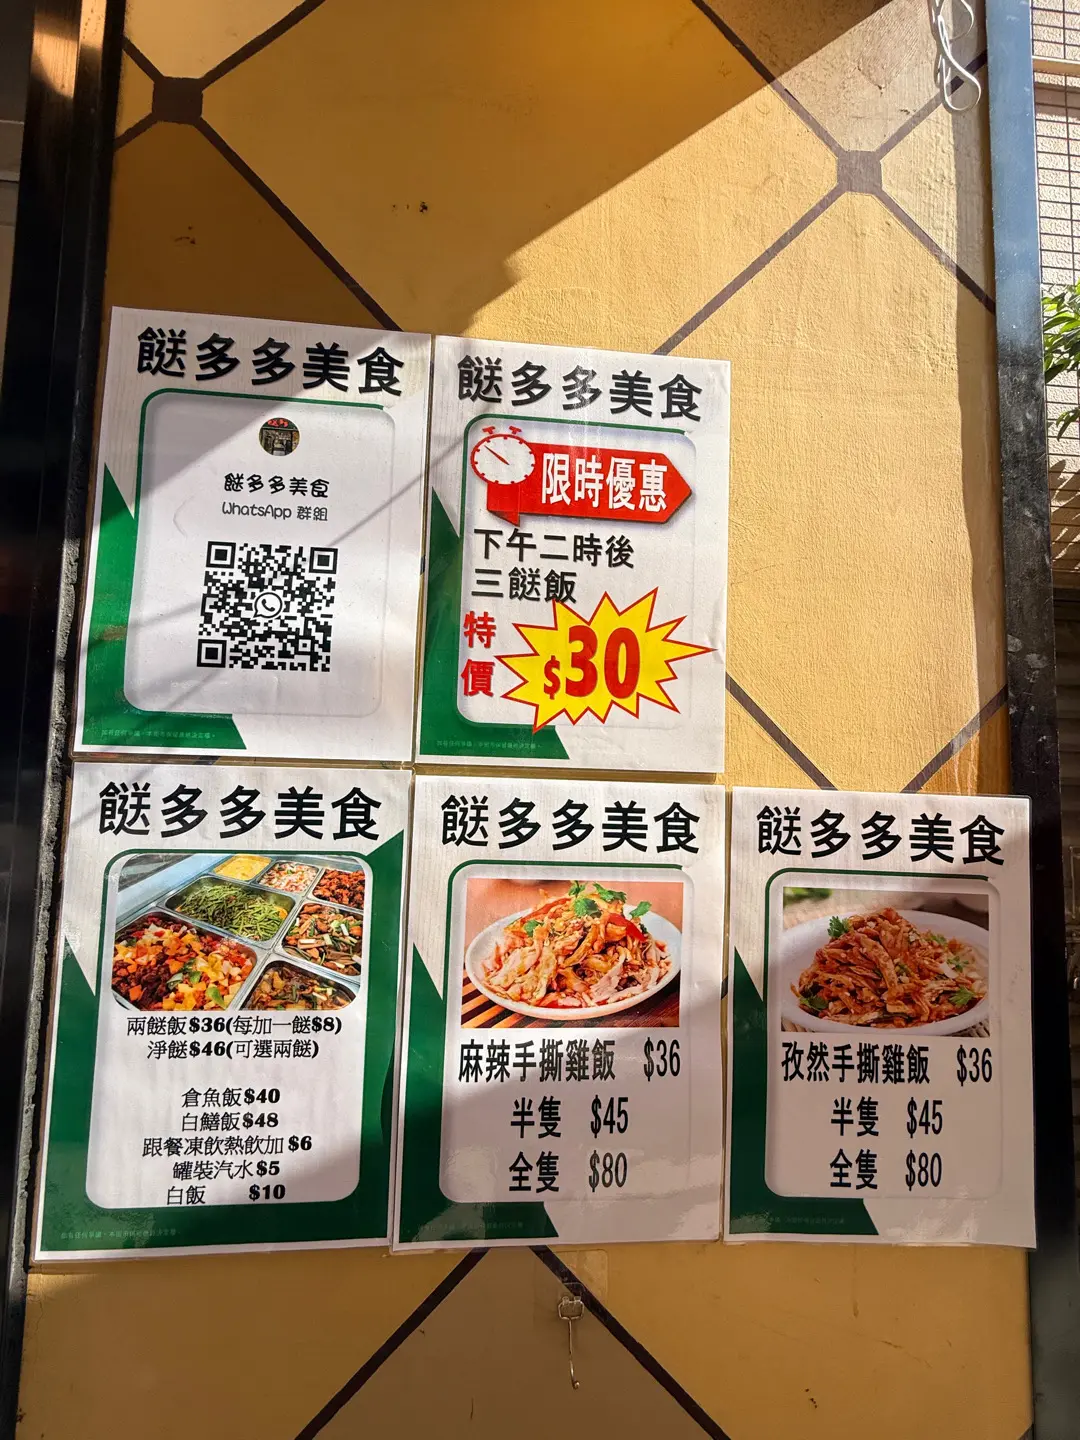 餸多多美食
餸多多美食
WhatsApp 群組
餸多多美食
限時優惠
下午二時後
三餸飯
特價
$30
餸多多美食
兩餸飯$36(每加一餸$8)
淨餸$46(可選兩餸)
倉魚飯$40
白鱔飯$48
跟餐凍飲熱飲加$6
罐裝汽水$5
白飯 $10
餸多多美食
麻辣手撕雞飯 $36
半隻 $45
全隻 $80
餸多多美食
孜然手撕雞飯 $36
半隻 $45
全隻 $80